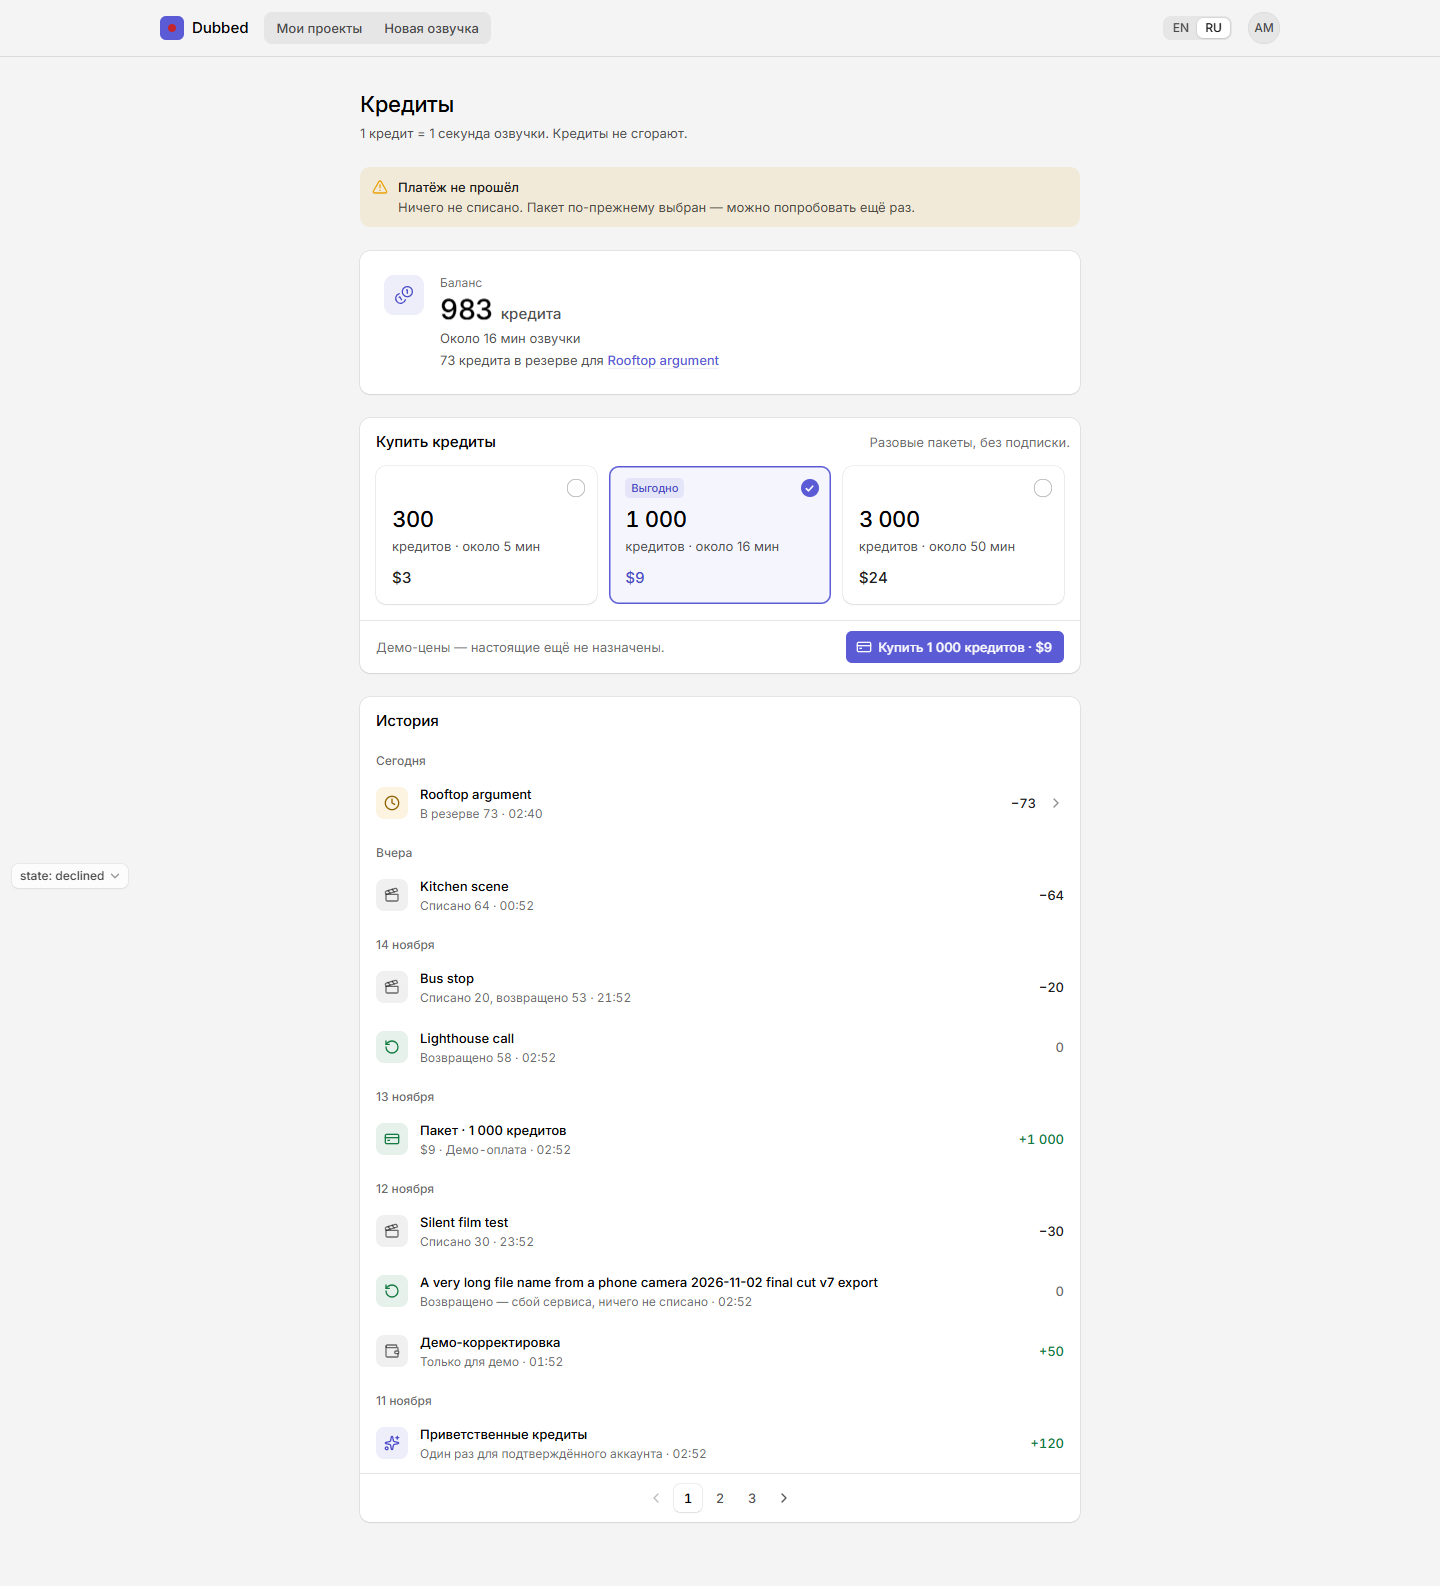 Dubbed
Мои проекты
Новая озвучка
EN
RU
AM
Кредиты
1 кредит = 1 секунда озвучки. Кредиты не сгорают.
Платёж не прошёл
Ничего не списано. Пакет по-прежнему выбран — можно попробовать ещё раз.
Баланс
983 кредита
Около 16 мин озвучки
73 кредита в резерве для Rooftop argument
Купить кредиты
Разовые пакеты, без подписки.
300
кредитов · около 5 мин
$3
Выгодно
1 000
кредитов · около 16 мин
$9
3 000
кредитов · около 50 мин
$24
Демо-цены — настоящие ещё не назначены.
Купить 1 000 кредитов · $9
История
Сегодня
Rooftop argument
В резерве 73 · 02:40
−73
Вчера
Kitchen scene
Списано 64 · 00:52
−64
14 ноября
Bus stop
Списано 20, возвращено 53 · 21:52
−20
Lighthouse call
Возвращено 58 · 02:52
0
13 ноября
Пакет · 1 000 кредитов
$9 · Демо-оплата · 02:52
+1 000
12 ноября
Silent film test
Списано 30 · 23:52
−30
A very long file name from a phone camera 2026-11-02 final cut v7 export
Возвращено — сбой сервиса, ничего не списано · 02:52
0
Демо-корректировка
Только для демо · 01:52
+50
11 ноября
Приветственные кредиты
Один раз для подтверждённого аккаунта · 02:52
+120
1 2 3
state: declined